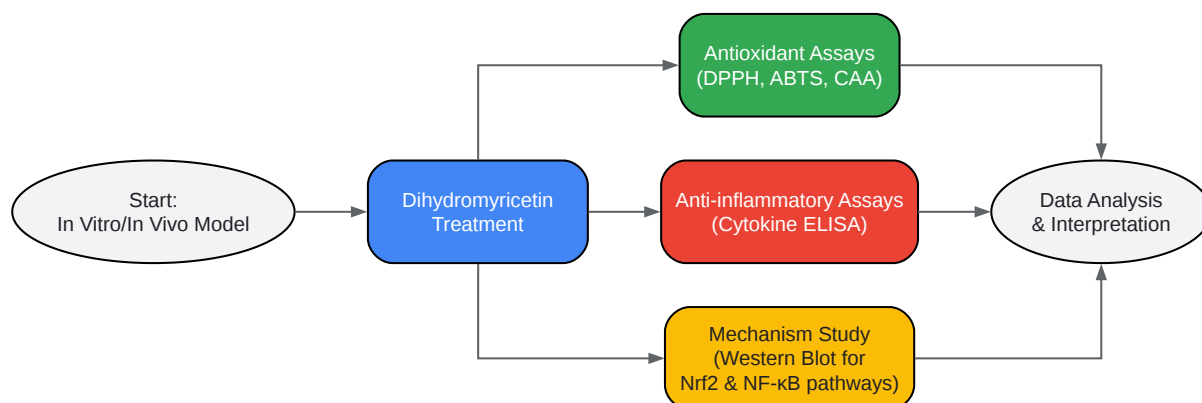 Start:
In Vitro/In Vivo Model
Dihydromyricetin
Treatment
Antioxidant Assays
(DPPH, ABTS, CAA)
Anti-inflammatory Assays
(Cytokine ELISA)
Mechanism Study
(Western Blot for
Nrf2 & NF-κB pathways)
Data Analysis
& Interpretation